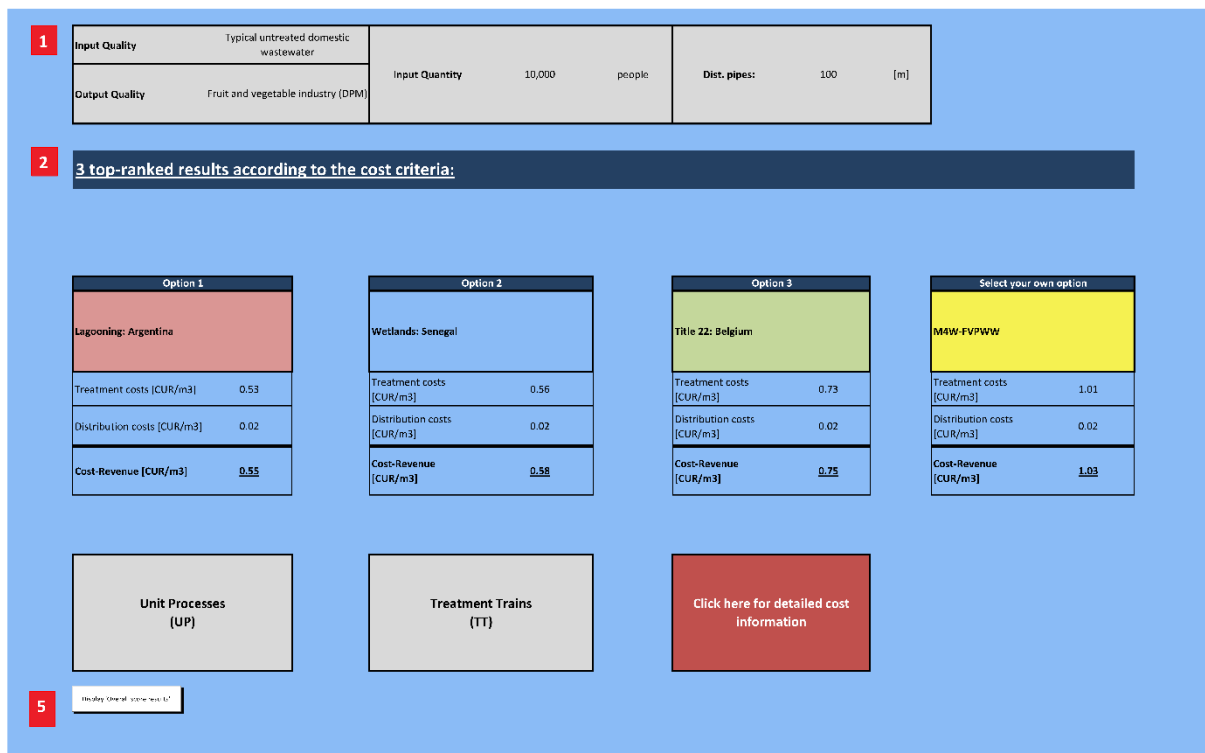 1
Input Quality
Typical untreated domestic
wastewater
Output Quality
Fruit and vegetable industry (DPM)
Input Quantity
10,000
people
Dist. pipes:
100
[m]
2
3 top-ranked results according to the cost criteria:
Option 1
Lagooning: Argentina
Treatment costs [CUR/m3]
0.53
Distribution costs [CUR/m3]
0.02
Cost-Revenue [CUR/m3]
0.55
Option 2
Wetlands: Senegal
Treatment costs
[CUR/m3]
0.56
Distribution costs
[CUR/m3]
0.02
Cost-Revenue
[CUR/m3]
0.58
Option 3
Title 22: Belgium
Treatment costs
[CUR/m3]
0.73
Distribution costs
[CUR/m3]
0.02
Cost-Revenue
[CUR/m3]
0.75
Select your own option
M4W-FVPWW
Treatment costs
[CUR/m3]
1.01
Distribution costs
[CUR/m3]
0.02
Cost-Revenue
[CUR/m3]
1.03
Unit Processes
(UP)
Treatment Trains
(TT)
Click here for detailed cost
information
5
Display 'Overall score results'